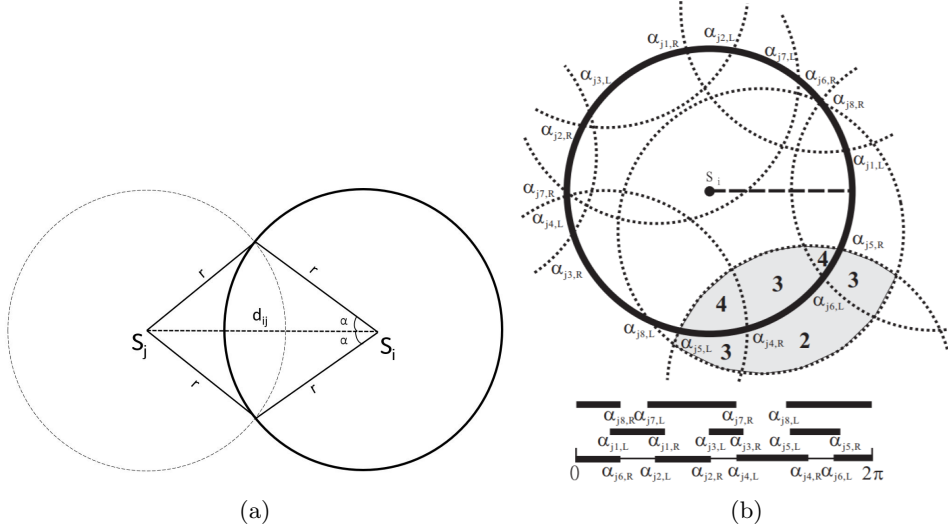 r
r
d_ij
α
α
S_j
S_i
r
r
(a)
α_j1,R
α_j2,L
α_j7,L
α_j3,L
α_j6,R
α_j8,R
α_j2,R
α_j1,L
S_i
α_j7,R
α_j4,L
α_j5,R
α_j3,R
4
3
3
4
α_j6,L
α_j8,L
α_j5,L
3
α_j4,R
2
α_j8,R α_j7,L α_j7,R α_j8,L
α_j1,L α_j1,R α_j3,L α_j3,R α_j5,L α_j5,R
0 α_j6,R α_j2,L α_j2,R α_j4,L α_j4,R α_j6,L 2π
(b)